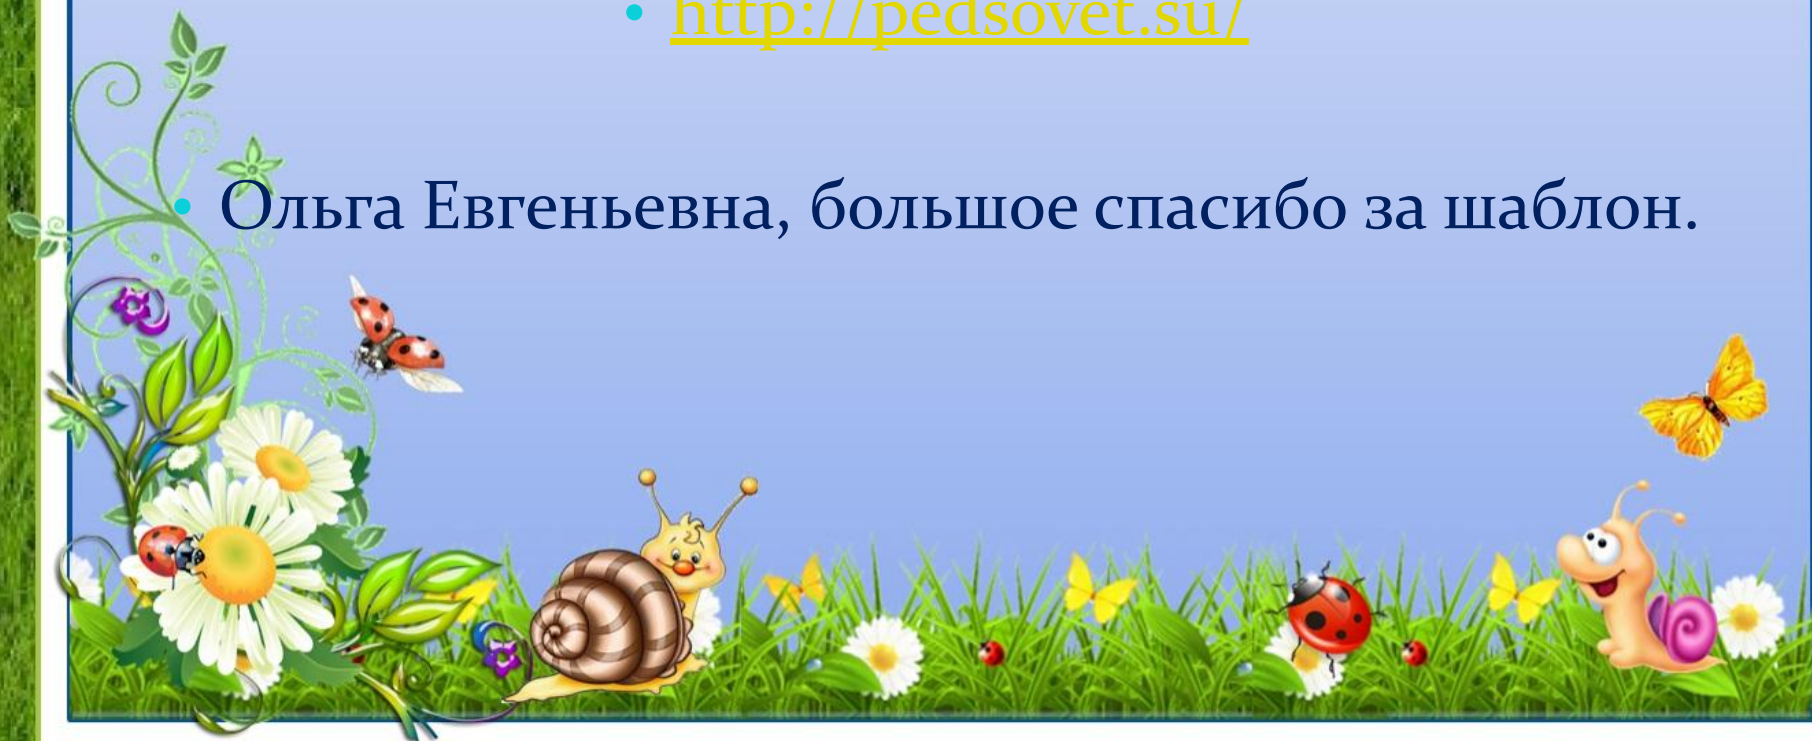 • http://pedsovet.su/
• Ольга Евгеньевна, большое спасибо за шаблон.